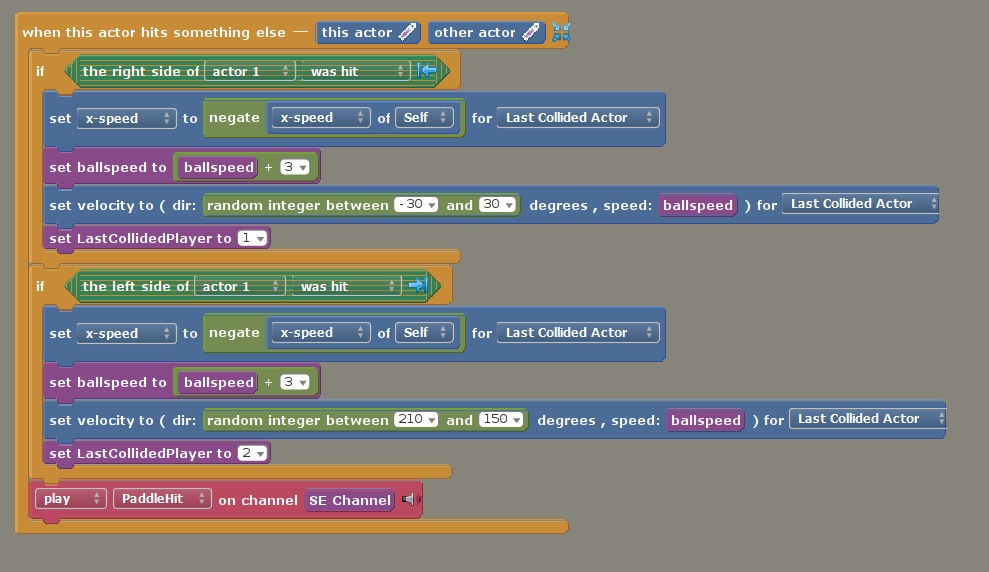 when this actor hits something else — this actor other actor
if the right side of actor 1 was hit
set x-speed to negate x-speed of Self for Last Collided Actor
set ballspeed to ballspeed + 3
set velocity to ( dir: random integer between -30 and 30 degrees , speed: ballspeed ) for Last Collided Actor
set LastCollidedPlayer to 1
if the left side of actor 1 was hit
set x-speed to negate x-speed of Self for Last Collided Actor
set ballspeed to ballspeed + 3
set velocity to ( dir: random integer between 210 and 150 degrees , speed: ballspeed ) for Last Collided Actor
set LastCollidedPlayer to 2
play PaddleHit on channel SE Channel